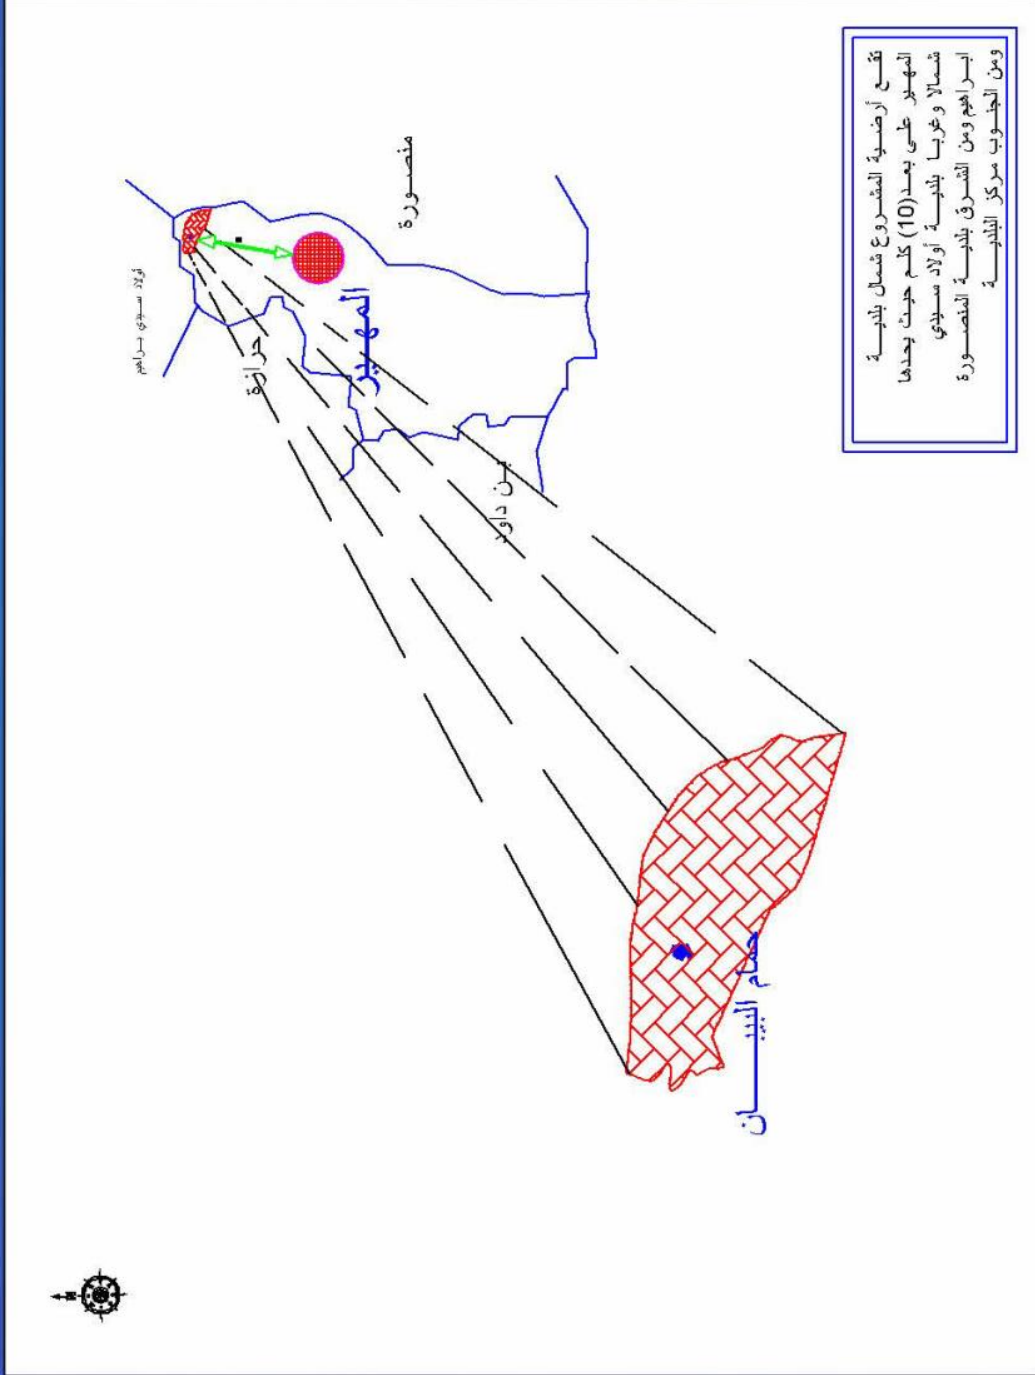 تقع أرضية المشروع شمال بلدية
المهير على بعد(10) كلم حيث يحدها
شمالا وغربا بلدية أولاد سيدي
ابراهيم ومن الشرق بلدية المنصورة
ومن الجنوب مركز البلدية
أولاد سيدي براهيم
منصورة
حرازة
المهير
بن داود
حمام البيبان
N